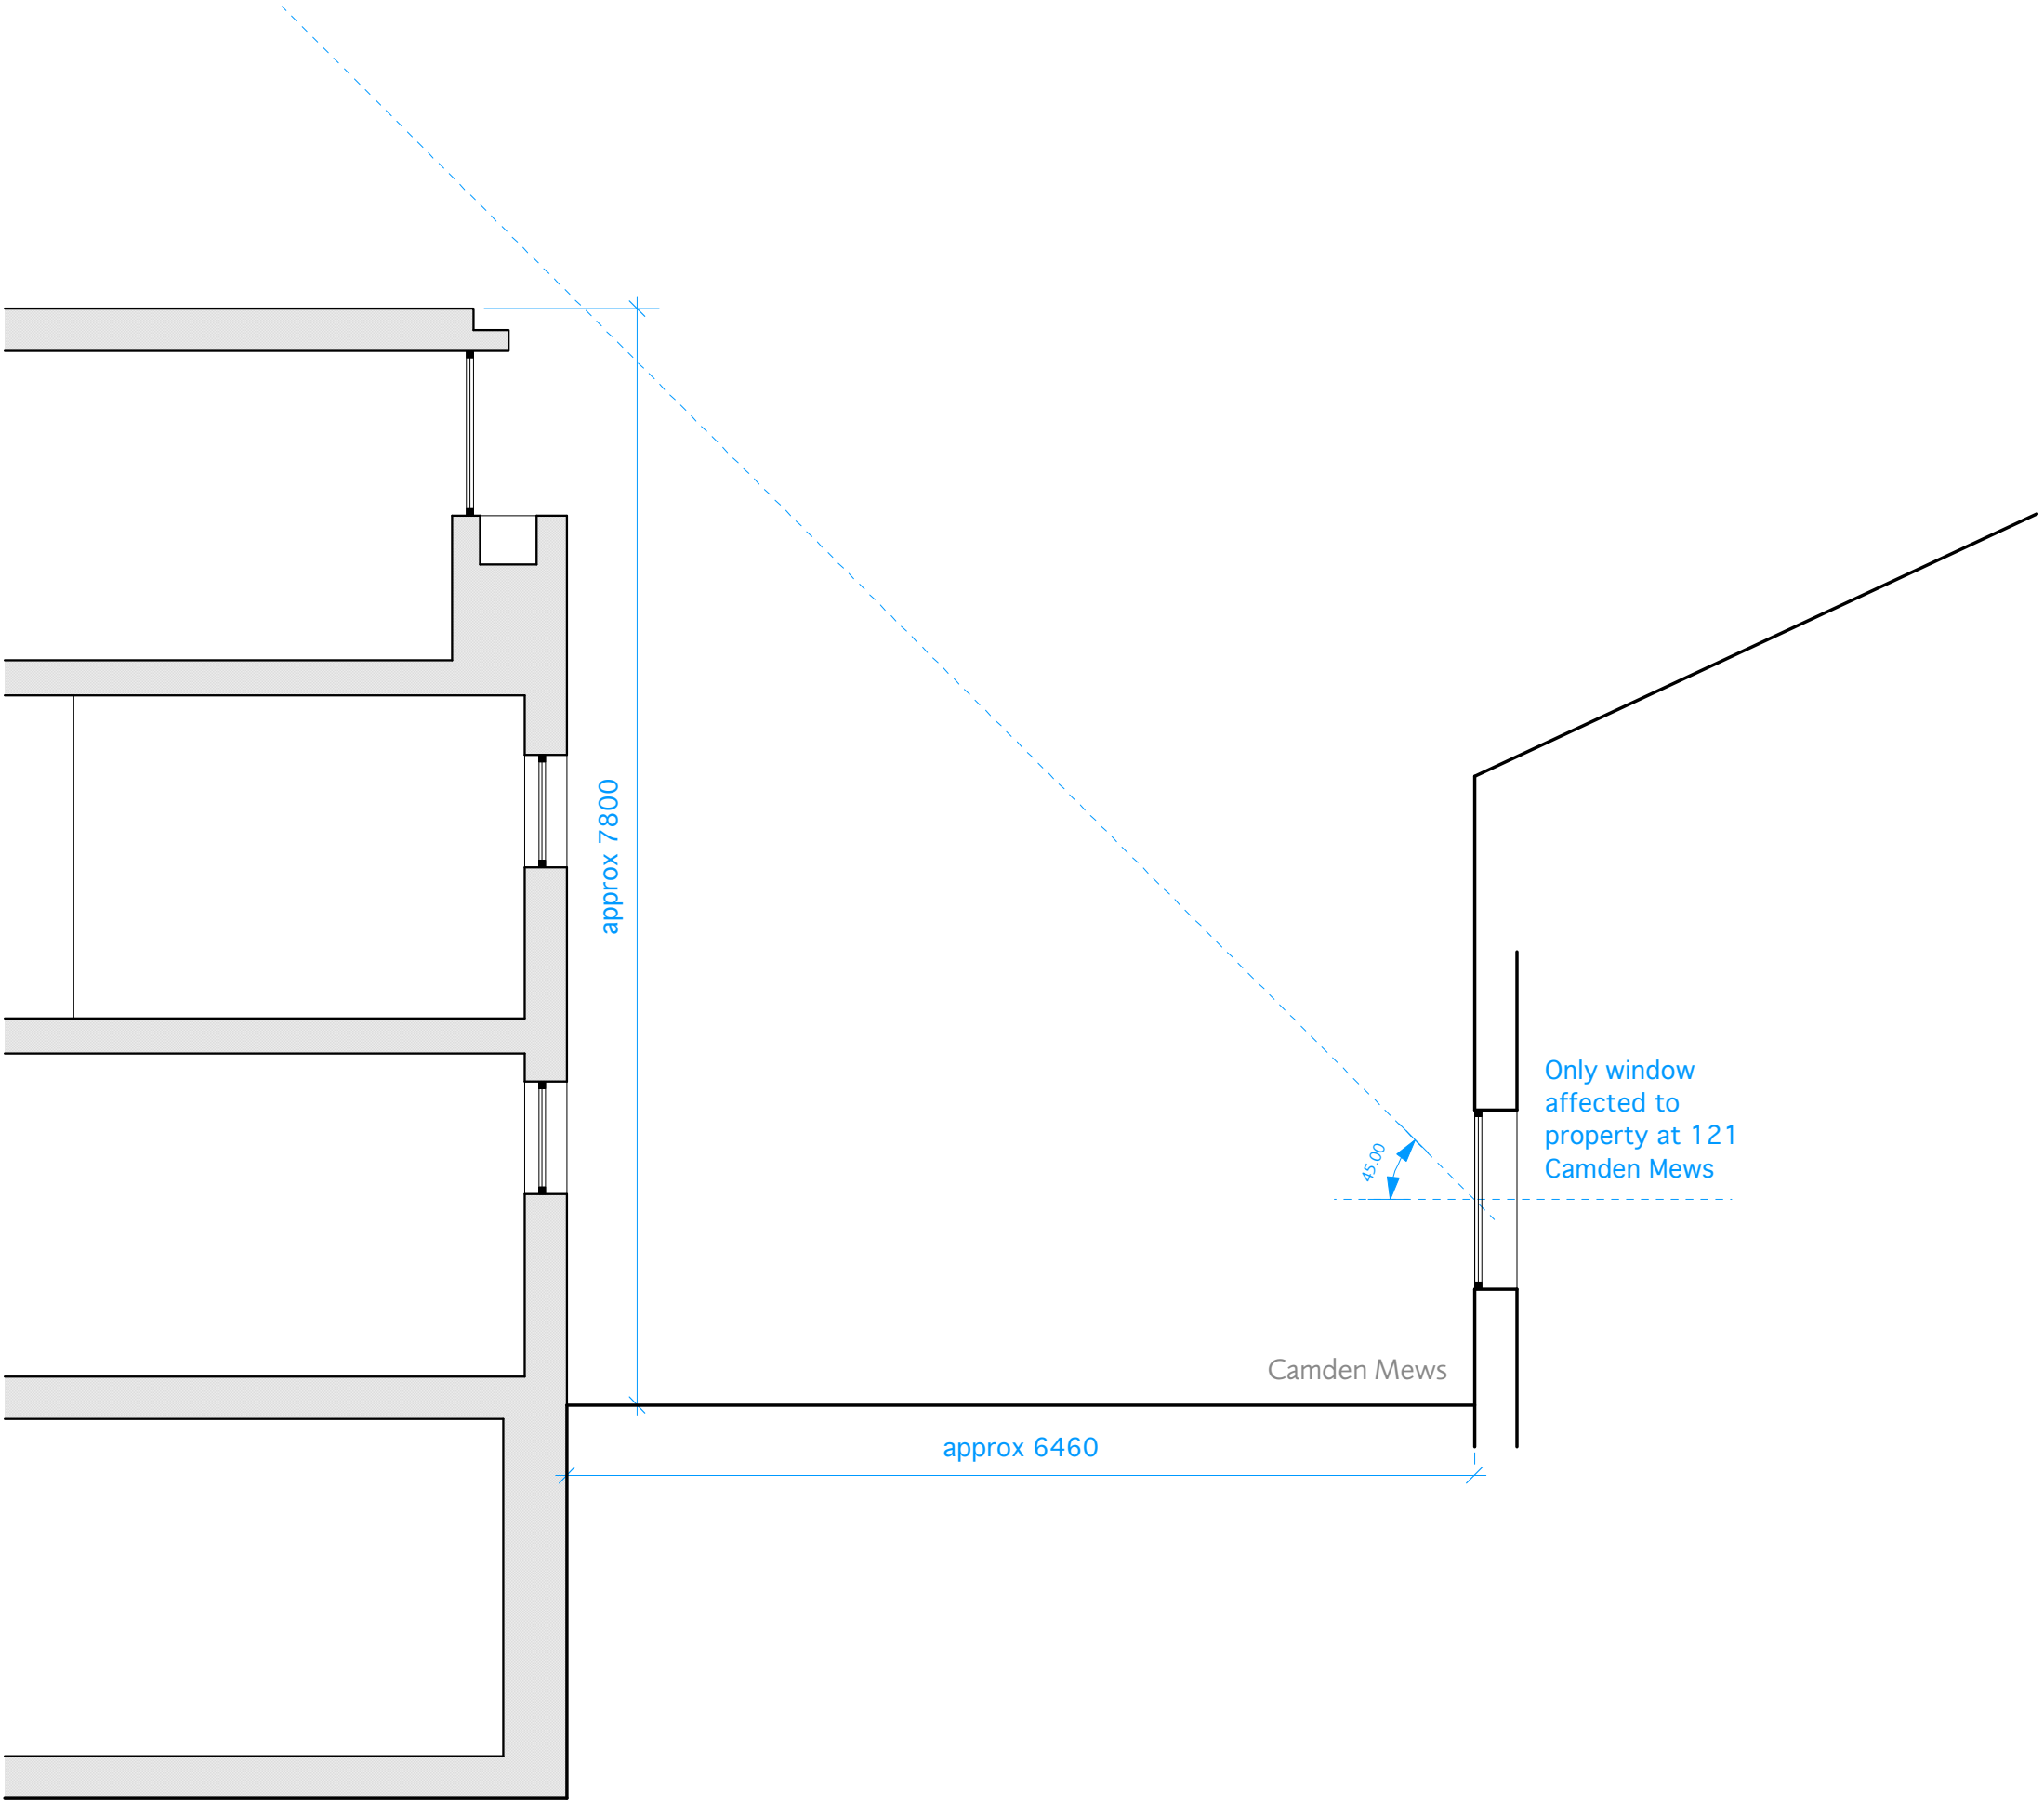 approx 7800
Only window
affected to
property at 121
Camden Mews
45.00
Camden Mews
approx 6460